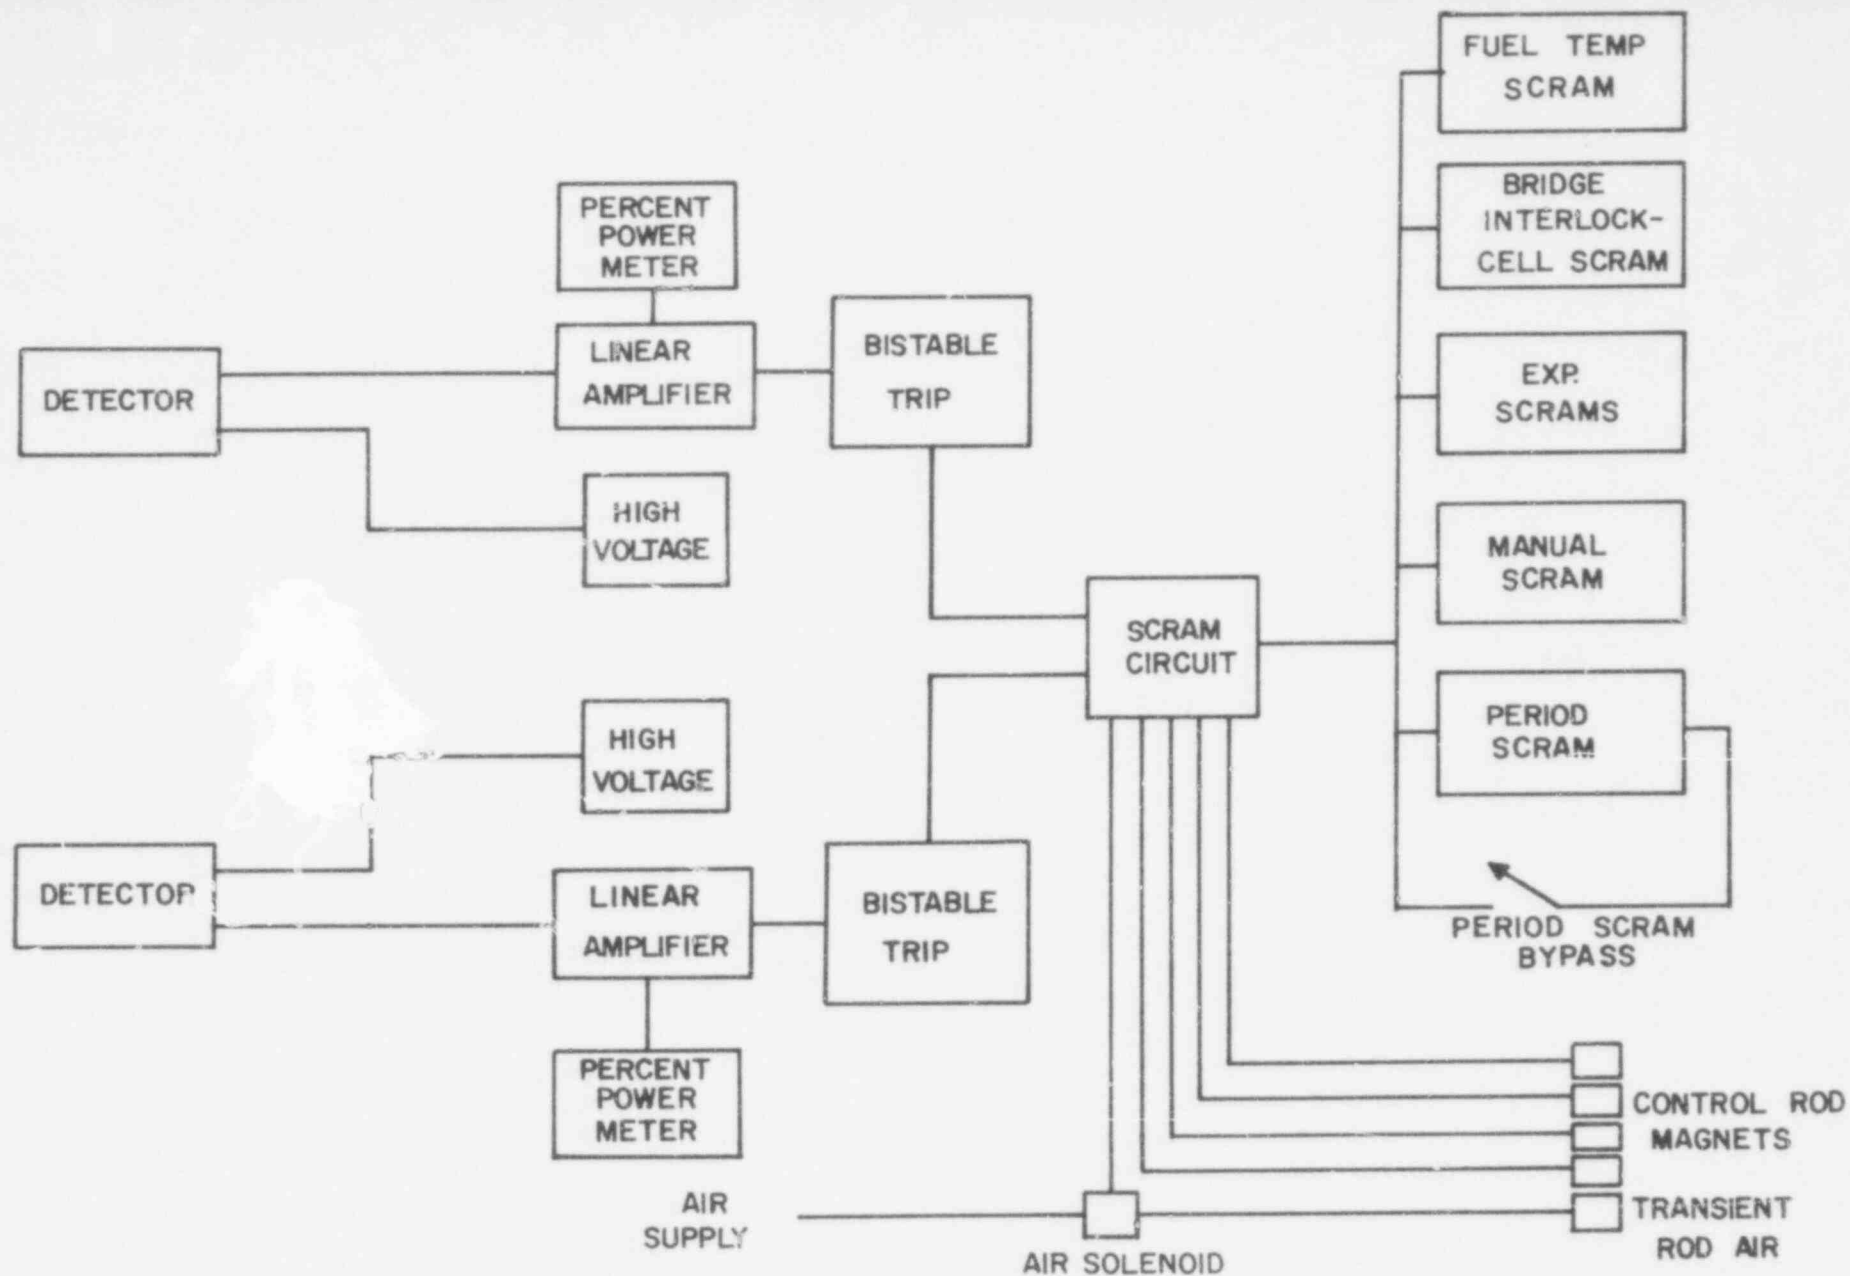 FUEL TEMP
SCRAM
BRIDGE
INTERLOCK-
CELL SCRAM
EXP.
SCRAMS
MANUAL
SCRAM
PERIOD
SCRAM
PERIOD SCRAM
BYPASS
PERCENT
POWER
METER
LINEAR
AMPLIFIER
BISTABLE
TRIP
DETECTOR
HIGH
VOLTAGE
SCRAM
CIRCUIT
HIGH
VOLTAGE
DETECTOR
LINEAR
AMPLIFIER
BISTABLE
TRIP
PERCENT
POWER
METER
CONTROL ROD
MAGNETS
AIR
SUPPLY
AIR SOLENOID
TRANSIENT
ROD AIR